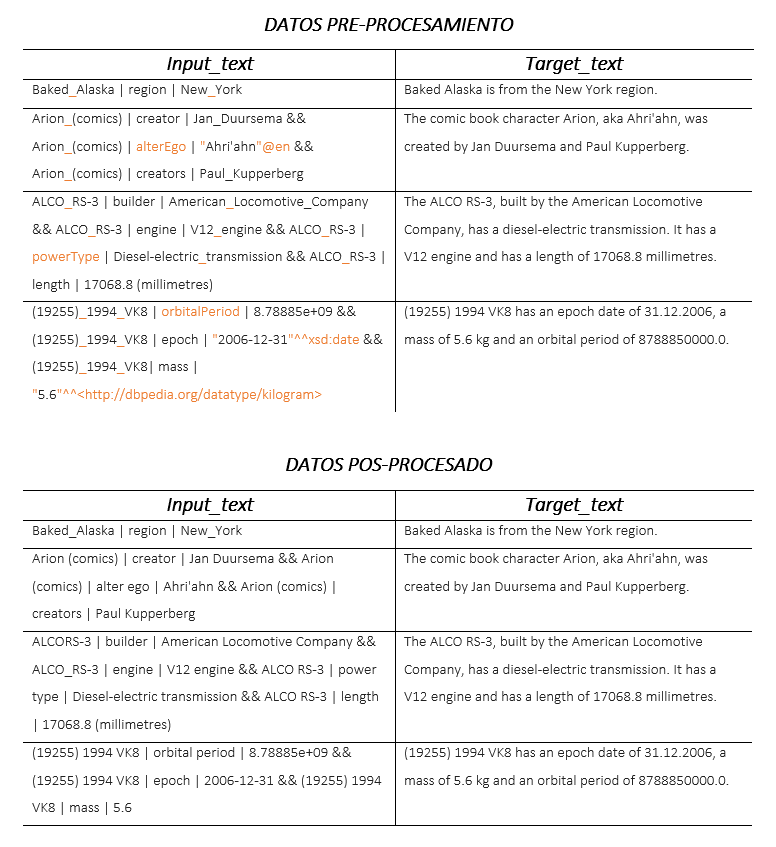 DATOS PRE-PROCESAMIENTO
Input_text
Target_text
Baked_Alaska | region | New_York
Baked Alaska is from the New York region.
Arion_(comics) | creator | Jan_Duursema &&
Arion_(comics) | alterEgo | "Ahri'ahn"@en &&
Arion_(comics) | creators | Paul_Kupperberg
The comic book character Arion, aka Ahri'ahn, was
created by Jan Duursema and Paul Kupperberg.
ALCO_RS-3 | builder | American_Locomotive_Company
&& ALCO_RS-3 | engine | V12_engine && ALCO_RS-3 |
powerType | Diesel-electric_transmission && ALCO_RS-3 |
length | 17068.8 (millimetres)
The ALCO RS-3, built by the American Locomotive
Company, has a diesel-electric transmission. It has a
V12 engine and has a length of 17068.8 millimetres.
(19255)_1994_VK8 | orbitalPeriod | 8.78885e+09 &&
(19255)_1994_VK8 | epoch | "2006-12-31"^^xsd:date &&
(19255)_1994_VK8| mass |
"5.6"^^<http://dbpedia.org/datatype/kilogram>
(19255) 1994 VK8 has an epoch date of 31.12.2006, a
mass of 5.6 kg and an orbital period of 8788850000.0.
DATOS POS-PROCESADO
Input_text
Target_text
Baked_Alaska | region | New_York
Baked Alaska is from the New York region.
Arion (comics) | creator | Jan Duursema && Arion
(comics) | alter ego | Ahri'ahn && Arion (comics) |
creators | Paul Kupperberg
The comic book character Arion, aka Ahri'ahn, was
created by Jan Duursema and Paul Kupperberg.
ALCORS-3 | builder | American Locomotive Company &&
ALCO_RS-3 | engine | V12 engine && ALCO RS-3 | power
type | Diesel-electric transmission && ALCO RS-3 | length
| 17068.8 (millimetres)
The ALCO RS-3, built by the American Locomotive
Company, has a diesel-electric transmission. It has a
V12 engine and has a length of 17068.8 millimetres.
(19255) 1994 VK8 | orbital period | 8.78885e+09 &&
(19255) 1994 VK8 | epoch | 2006-12-31 && (19255) 1994
VK8 | mass | 5.6
(19255) 1994 VK8 has an epoch date of 31.12.2006, a
mass of 5.6 kg and an orbital period of 8788850000.0.